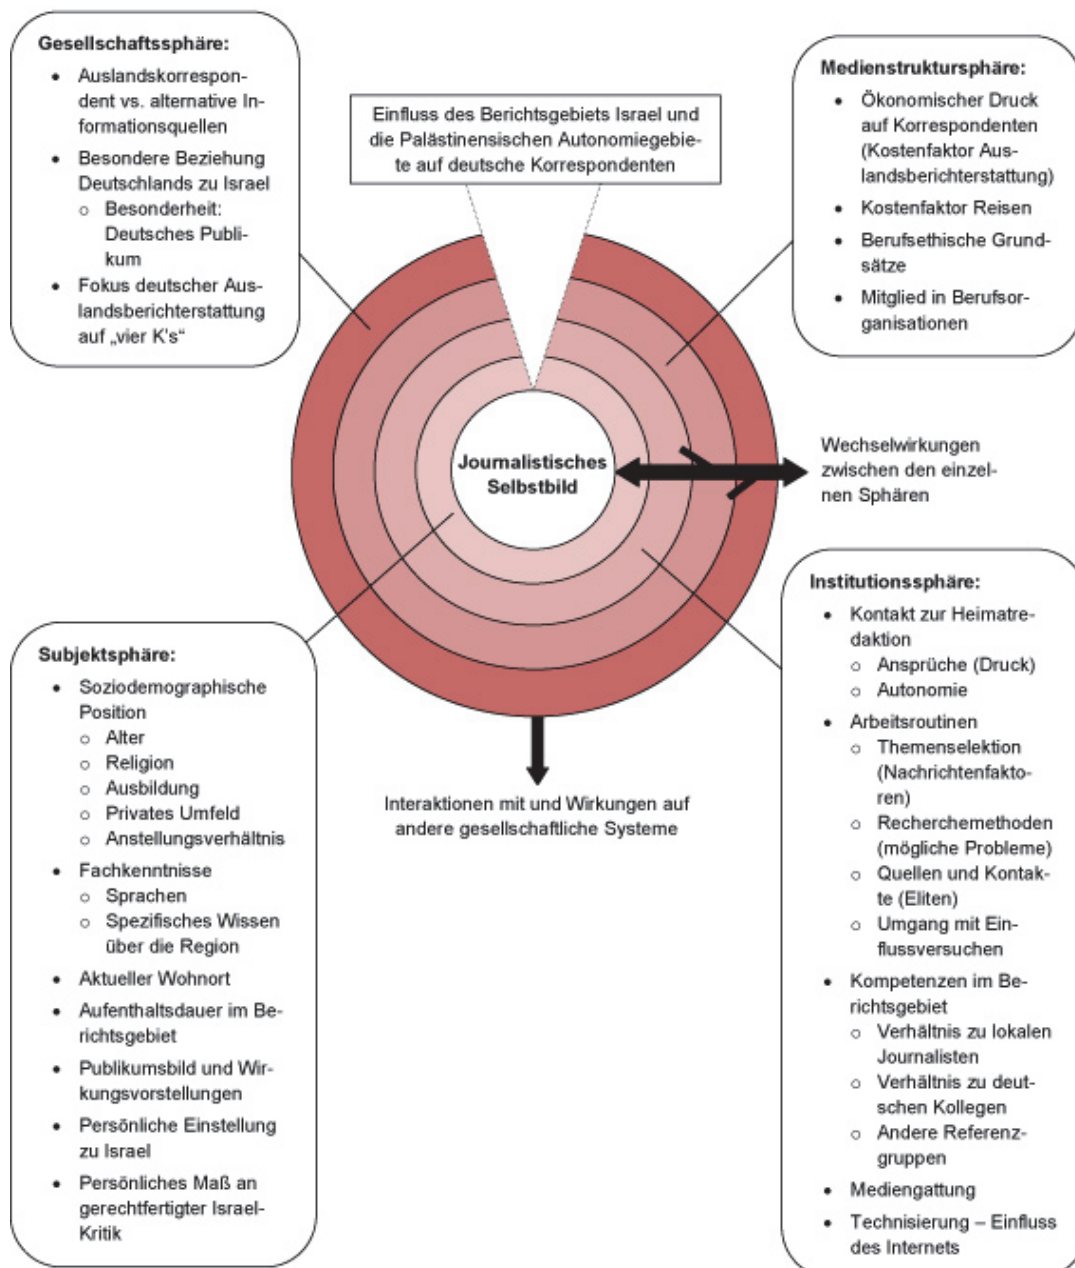 Gesellschaftssphäre:
• Auslandskorrespon-
dent vs. alternative In-
formationsquellen
• Besondere Beziehung
Deutschlands zu Israel
o Besonderheit:
Deutsches Publi-
kum
• Fokus deutscher Aus-
landsberichterstattung
auf „vier K's“
Einfluss des Berichtsgebiets Israel und
die Palästinensischen Autonomiegebie-
te auf deutsche Korrespondenten
Medienstruktursphäre:
• Ökonomischer Druck
auf Korrespondenten
(Kostenfaktor Aus-
landsberichterstattung)
• Kostenfaktor Reisen
• Berufsethische Grund-
sätze
• Mitglied in Berufsor-
ganisationen
Journalistisches
Selbstbild
Wechselwirkungen
zwischen den einzel-
nen Sphären
Subjektsphäre:
• Soziodemographische
Position
o Alter
o Religion
o Ausbildung
o Privates Umfeld
o Anstellungsverhältnis
• Fachkenntnisse
o Sprachen
o Spezifisches Wissen
über die Region
• Aktueller Wohnort
• Aufenthaltsdauer im Be-
richtsgebiet
• Publikumsbild und Wir-
kungsvorstellungen
• Persönliche Einstellung
zu Israel
• Persönliches Maß an
gerechtfertigter Israel-
Kritik
Interaktionen mit und Wirkungen auf
andere gesellschaftliche Systeme
Institutionssphäre:
• Kontakt zur Heimatre-
daktion
o Ansprüche (Druck)
o Autonomie
• Arbeitsroutinen
o Themenselektion
(Nachrichtenfakto-
ren)
o Recherchemethoden
(mögliche Probleme)
o Quellen und Kontak-
te (Eliten)
o Umgang mit Ein-
flussversuchen
• Kompetenzen im Be-
richtsgebiet
o Verhältnis zu lokalen
Journalisten
o Verhältnis zu deut-
schen Kollegen
o Andere Referenz-
gruppen
• Mediengattung
• Technisierung – Einfluss
des Internets